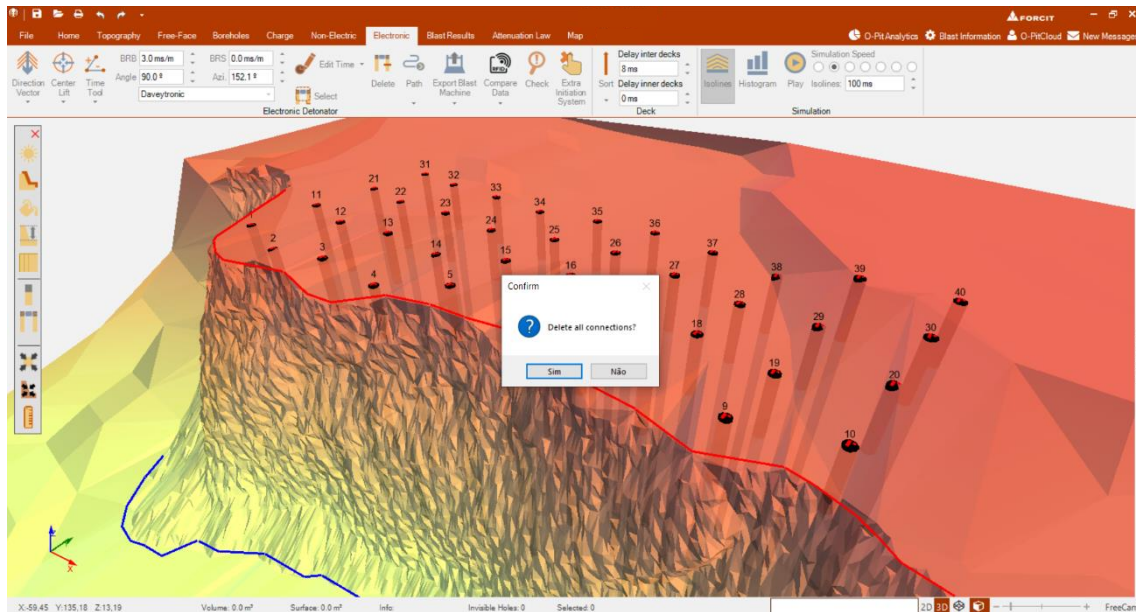 FORCIT
File Home Topography Free-Face Boreholes Charge Non-Electric Electronic Blast Results Attenuation Law Map O-PitAnalytics Blast Information O-PitCloud New Messages
BRB 3.0 ms/m BRS 0.0 ms/m
Angle 90.0 º Azi. 152.1 º
Daveytronic
Direction Vector
Center Lift
Time Tool
Edit Time
Select
Electronic Detonator
Delete
Path
Export Blast Machine
RFID
Compare Data
Check
Extra Initiation System
Sort
Delay inter decks
8 ms
Delay inner decks
0 ms
Deck
Isolines
Histogram
Play
Simulation Speed
Isolines: 100 ms
Simulation
31
32
21
22
33
11
12
23
34
13
24
35
1
14
25
36
2
3
15
26
37
4
5
16
27
38
39
28
40
18
29
30
19
20
9
10
Confirm
Delete all connections?
Sim Não
Z
X
X:-59,45 Y:135,18 Z:13,19 Volume: 0.0 m³ Surface: 0.0 m² Info: Invisible Holes: 0 Selected: 0 2D 3D FreeCam